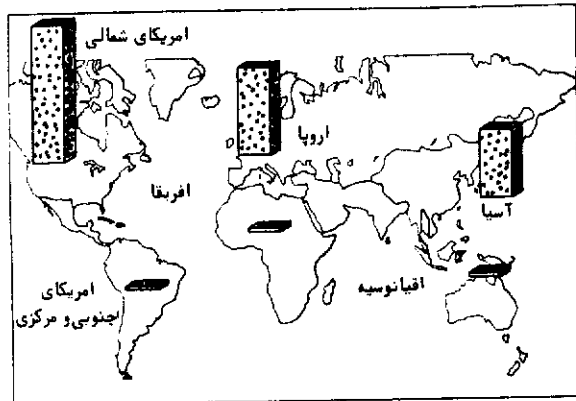 امریکای شمالی
اروپا
آسیا
افریقا
اقیانوسیه
امریکای
جنوبی و مرکزی